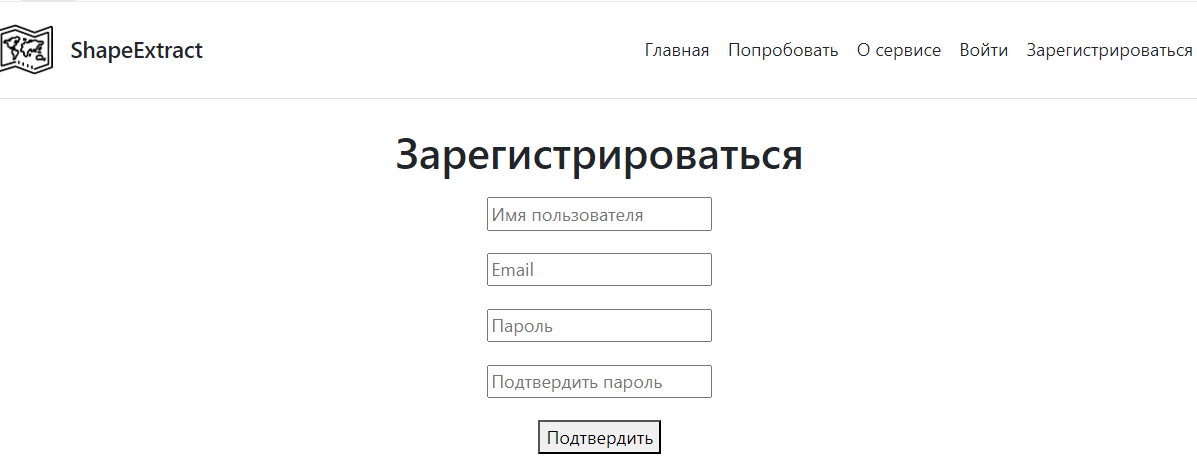 ShapeExtract Главная Попробовать О сервисе Войти Зарегистрироваться
Зарегистрироваться
Имя пользователя
Email
Пароль
Подтвердить пароль
Подтвердить